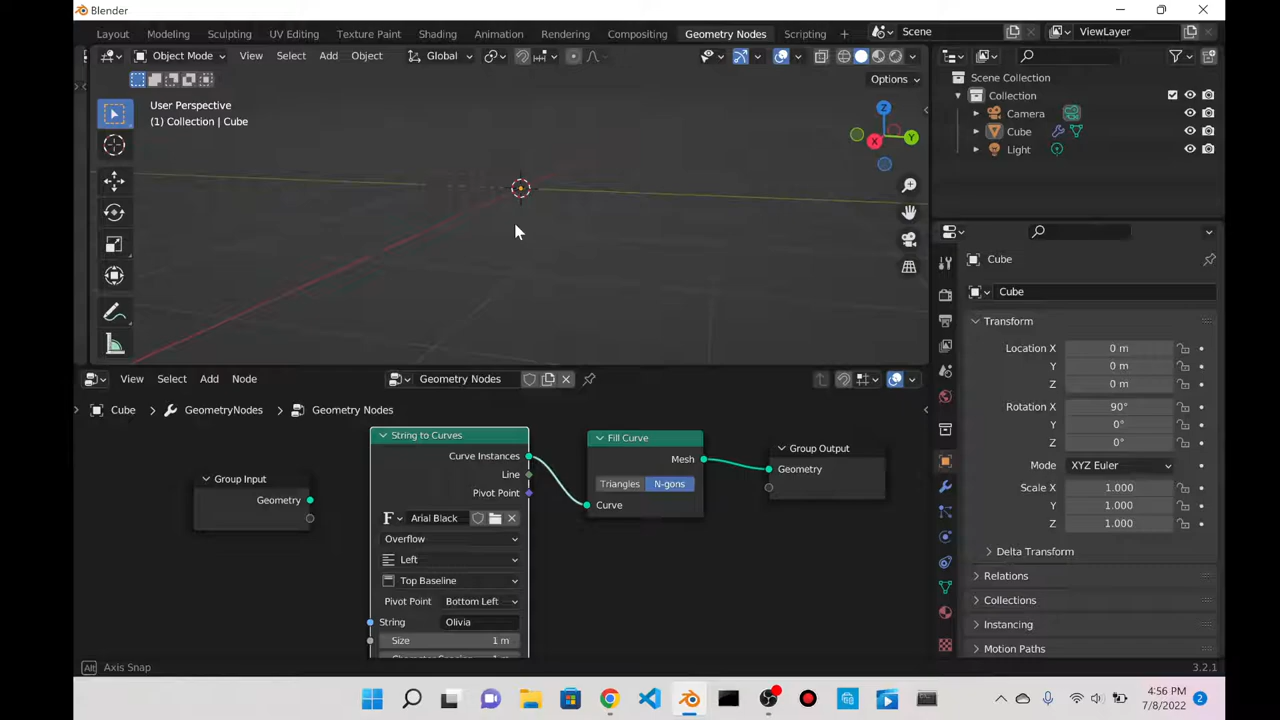 Blender
Layout Modeling Sculpting UV Editing Texture Paint Shading Animation Rendering Compositing Geometry Nodes Scripting + Scene ViewLayer
Object Mode View Select Add Object Global
Options
User Perspective
(1) Collection | Cube
Z
Y
X
Scene Collection
Collection
Camera
Cube
Light
Cube
Cube
Transform
Location X 0 m
Y 0 m
Z 0 m
Rotation X 90°
Y 0°
Z 0°
Mode XYZ Euler
Scale X 1.000
Y 1.000
Z 1.000
Delta Transform
Relations
Collections
Instancing
Motion Paths
View Select Add Node Geometry Nodes
Cube > GeometryNodes > Geometry Nodes
Group Input
Geometry
String to Curves
Curve Instances
Line
Pivot Point
F Arial Black
Overflow
Left
Top Baseline
Pivot Point Bottom Left
String Olivia
Size 1 m
Fill Curve
Mesh
Triangles N-gons
Curve
Group Output
Geometry
Alt Axis Snap
3.2.1
4:56 PM
7/8/2022
2